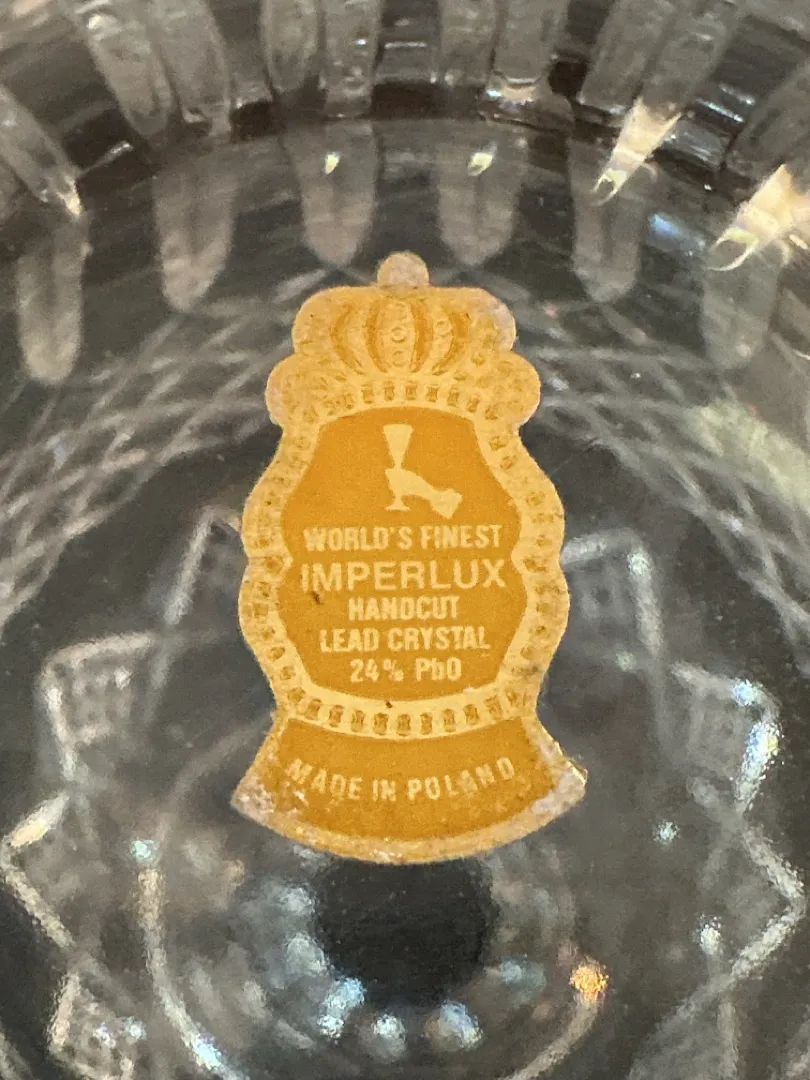 WORLD'S FINEST
IMPERLUX
HANDCUT
LEAD CRYSTAL
24% PbO
MADE IN POLAND